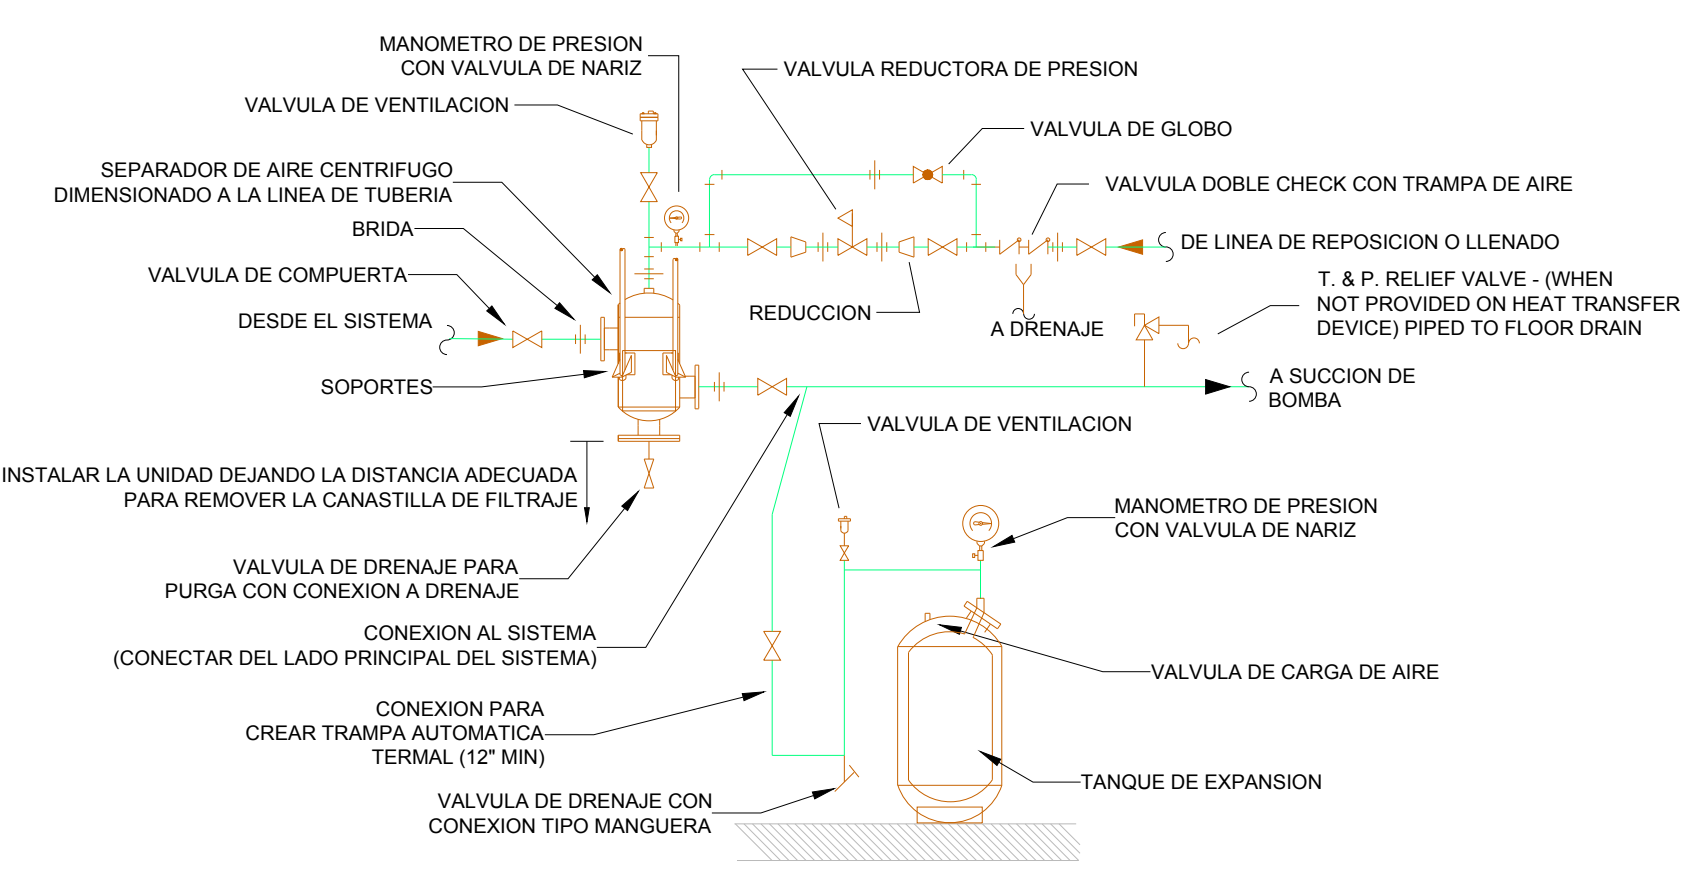 MANOMETRO DE PRESION
CON VALVULA DE NARIZ
VALVULA REDUCTORA DE PRESION
VALVULA DE VENTILACION
VALVULA DE GLOBO
SEPARADOR DE AIRE CENTRIFUGO
DIMENSIONADO A LA LINEA DE TUBERIA
VALVULA DOBLE CHECK CON TRAMPA DE AIRE
BRIDA
DE LINEA DE REPOSICION O LLENADO
VALVULA DE COMPUERTA
T. & P. RELIEF VALVE - (WHEN
NOT PROVIDED ON HEAT TRANSFER
DEVICE) PIPED TO FLOOR DRAIN
REDUCCION
DESDE EL SISTEMA
A DRENAJE
SOPORTES
A SUCCION DE
BOMBA
VALVULA DE VENTILACION
INSTALAR LA UNIDAD DEJANDO LA DISTANCIA ADECUADA
PARA REMOVER LA CANASTILLA DE FILTRAJE
MANOMETRO DE PRESION
CON VALVULA DE NARIZ
VALVULA DE DRENAJE PARA
PURGA CON CONEXION A DRENAJE
CONEXION AL SISTEMA
(CONECTAR DEL LADO PRINCIPAL DEL SISTEMA)
VALVULA DE CARGA DE AIRE
CONEXION PARA
CREAR TRAMPA AUTOMATICA
TERMAL (12" MIN)
TANQUE DE EXPANSION
VALVULA DE DRENAJE CON
CONEXION TIPO MANGUERA